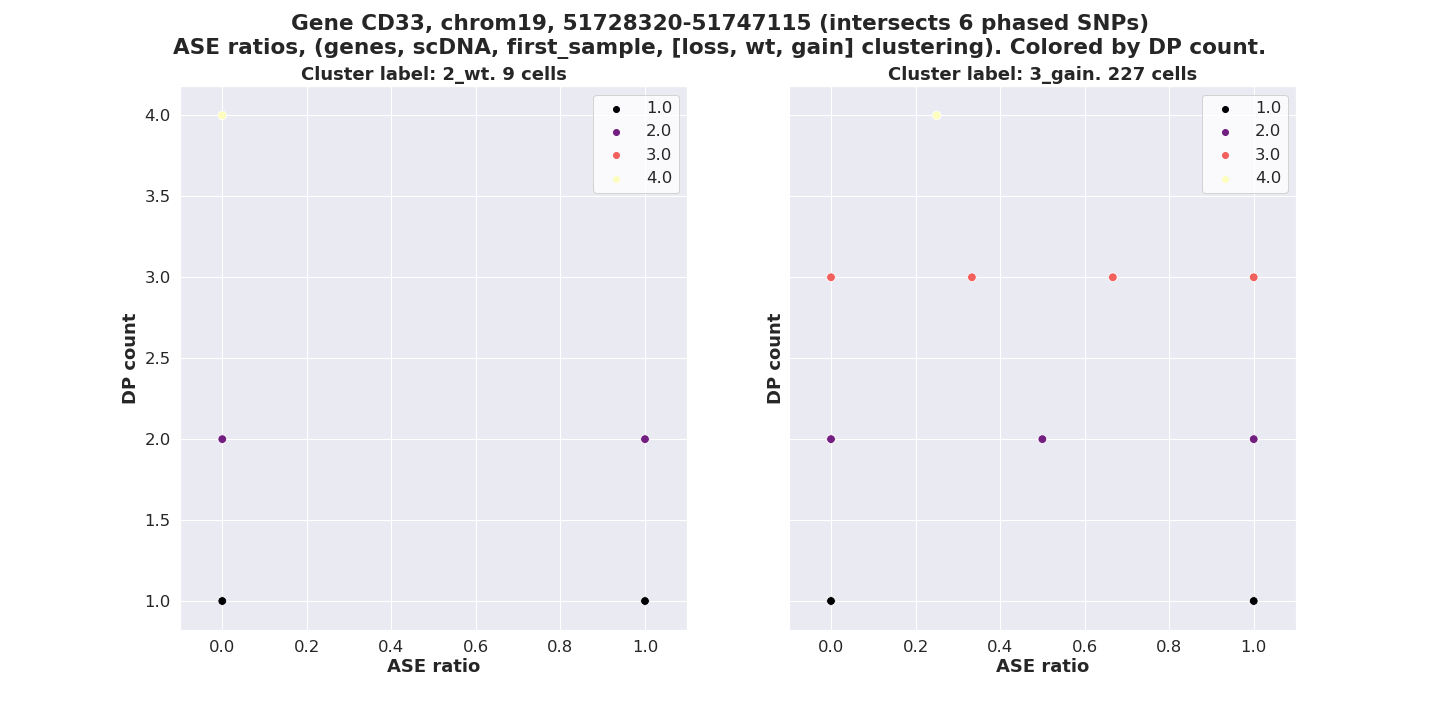 Gene CD33, chrom19, 51728320-51747115 (intersects 6 phased SNPs)
ASE ratios, (genes, scDNA, first_sample, [loss, wt, gain] clustering). Colored by DP count.
Cluster label: 2_wt. 9 cells
4.0
3.5
3.0
2.5
2.0
1.5
1.0
DP count
1.0
2.0
3.0
4.0
0.0 0.2 0.4 0.6 0.8 1.0
ASE ratio
Cluster label: 3_gain. 227 cells
DP count
1.0
2.0
3.0
4.0
0.0 0.2 0.4 0.6 0.8 1.0
ASE ratio